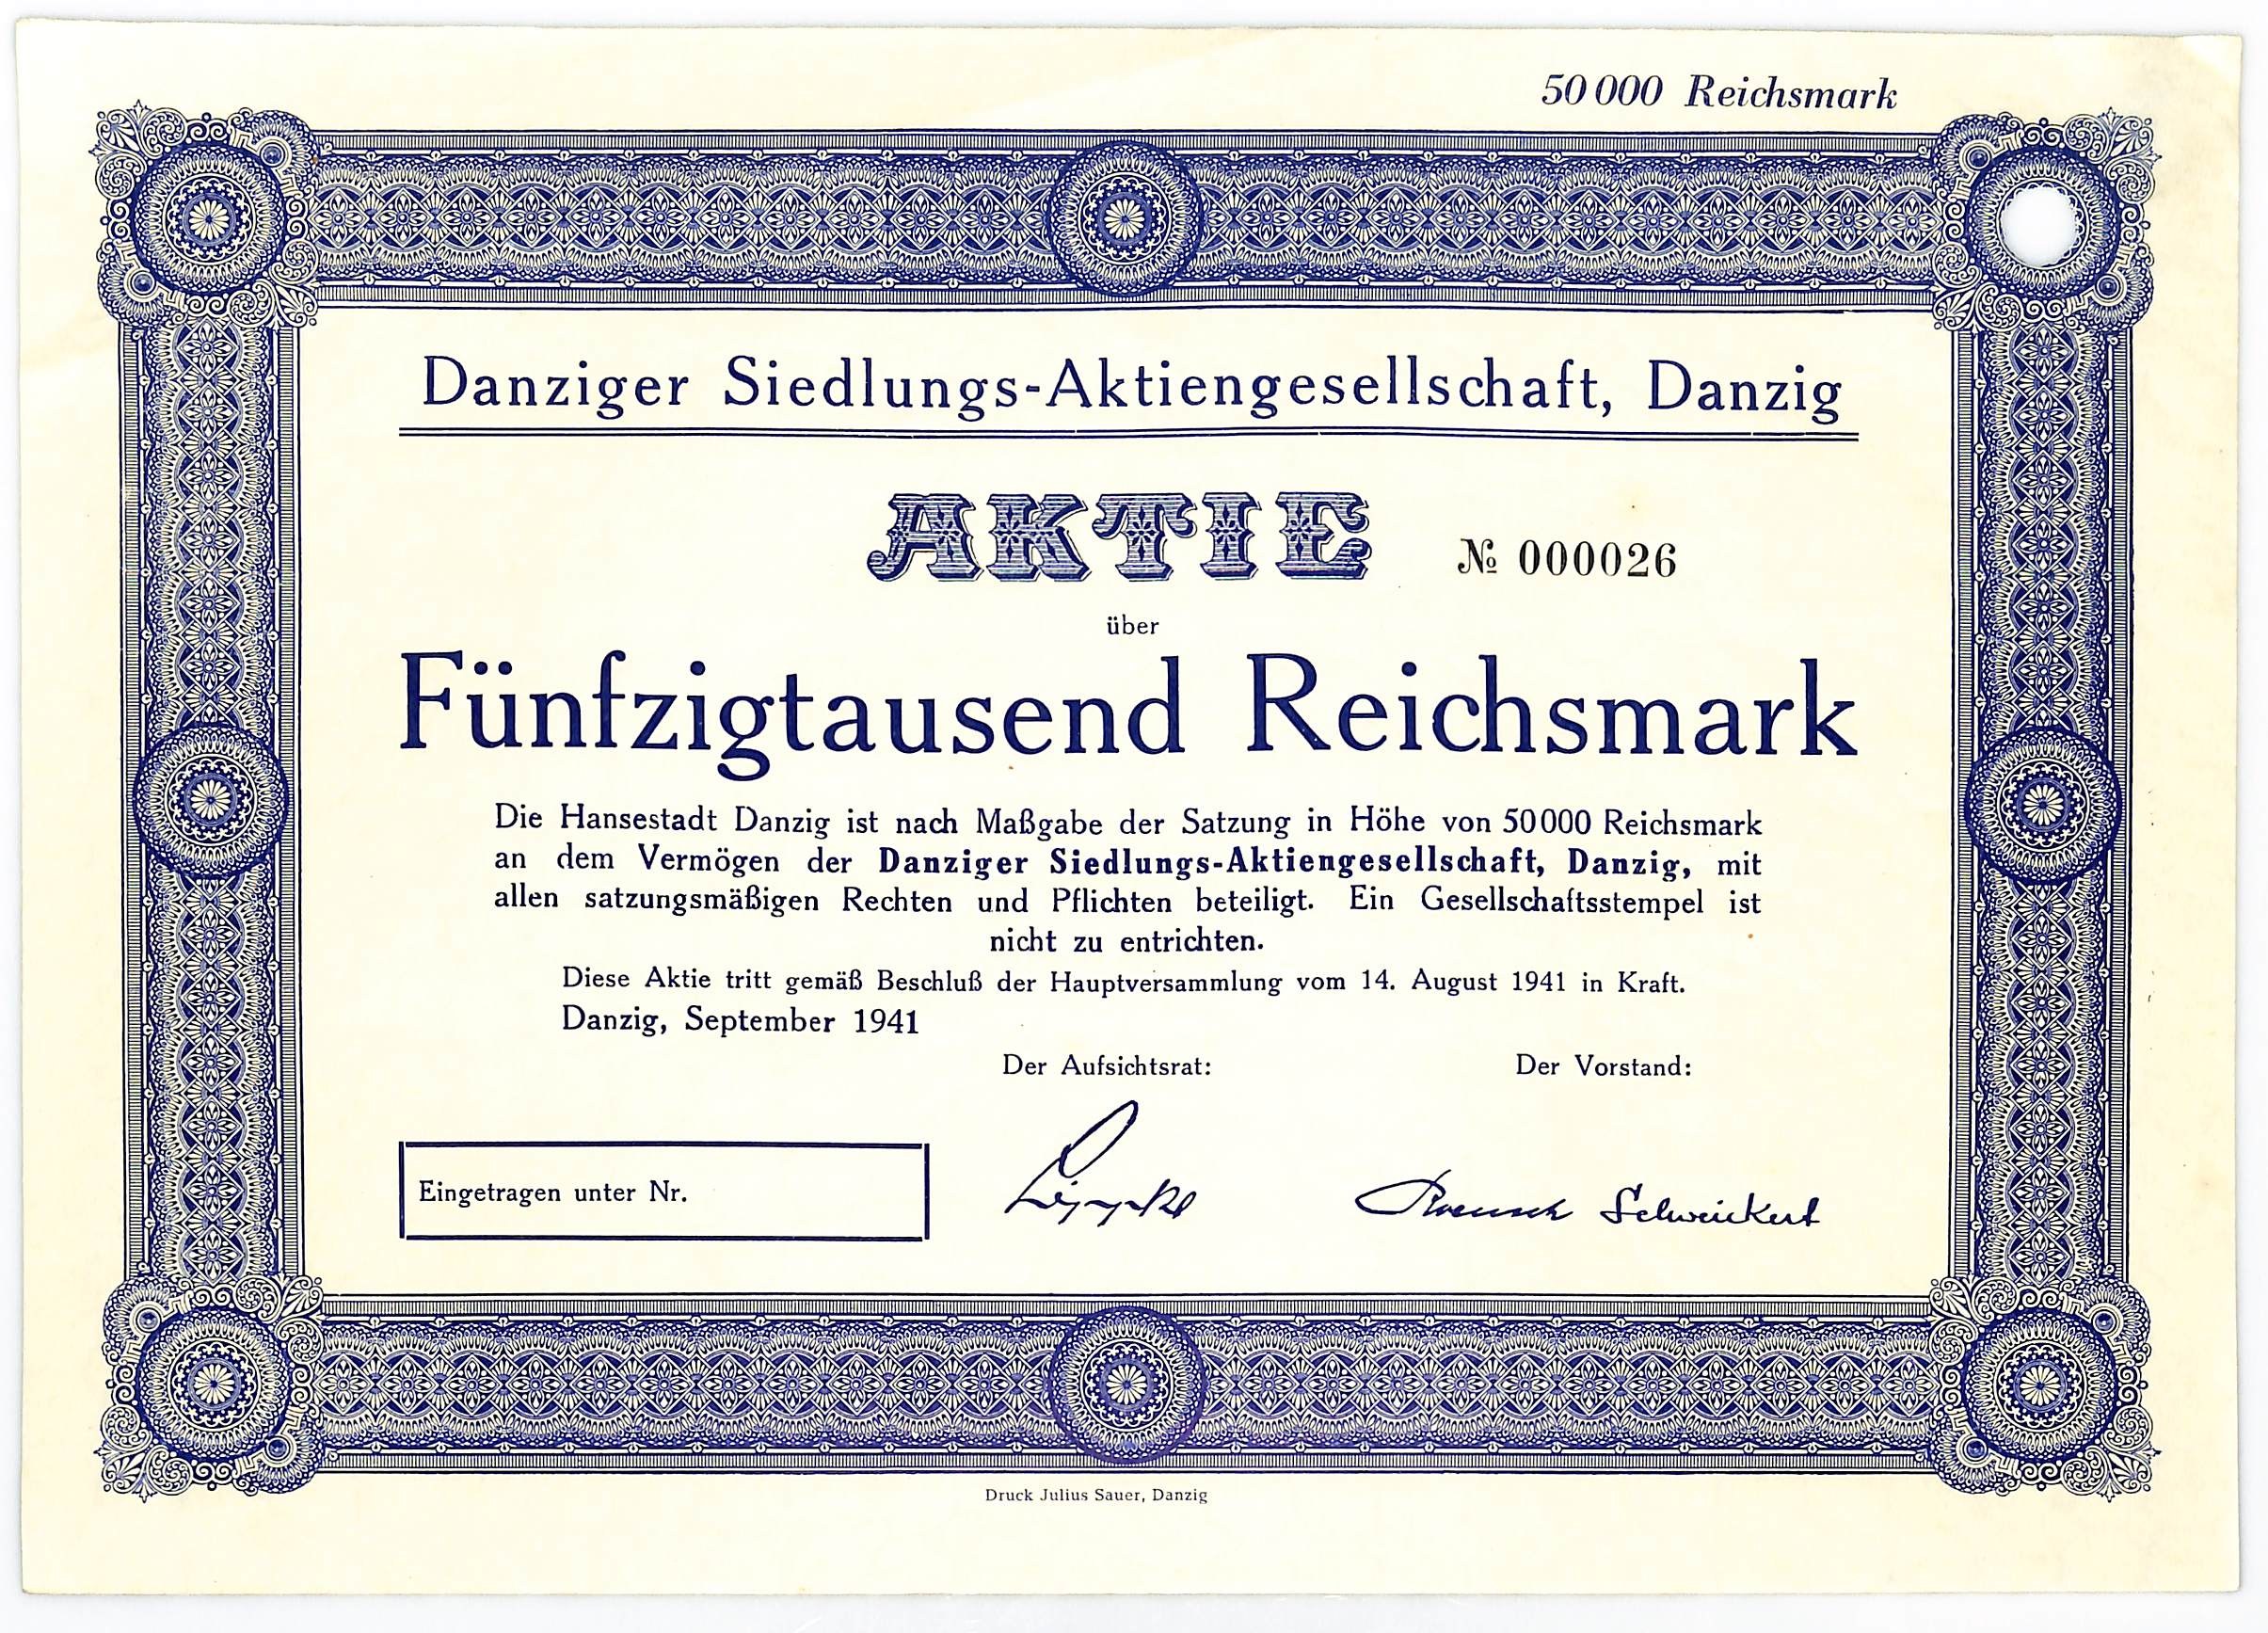 50 000 Reichsmark
Danziger Siedlungs-Aktiengesellschaft, Danzig
AKTIE № 000026
über
Fünfzigtausend Reichsmark
Die Hansestadt Danzig ist nach Maßgabe der Satzung in Höhe von 50 000 Reichsmark
an dem Vermögen der Danziger Siedlungs-Aktiengesellschaft, Danzig, mit
allen satzungsmäßigen Rechten und Pflichten beteiligt. Ein Gesellschaftsstempel ist
nicht zu entrichten.
Diese Aktie tritt gemäß Beschluß der Hauptversammlung vom 14. August 1941 in Kraft.
Danzig, September 1941
Der Aufsichtsrat: Der Vorstand:
Eingetragen unter Nr.
Schweickert
Druck Julius Sauer, Danzig